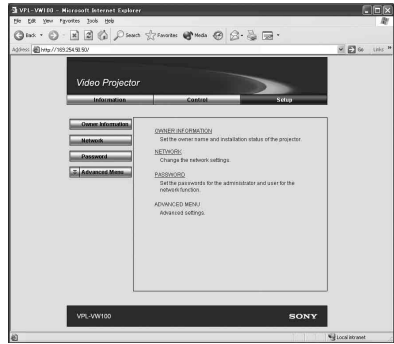 VPL-VW100 - Microsoft Internet Explorer
File Edit View Favorites Tools Help
Back Search Favorites Media
Address http://169.254.50.50/ Go Links »
Video Projector
Information Control Setup
Owner Information
Network
Password
Advanced Menu
OWNER INFORMATION
Set the owner name and installation status of the projector
NETWORK
Change the network settings.
PASSWORD
Set the passwords for the administrator and user for the
network function.
ADVANCED MENU
Advanced settings.
VPL-VW100 SONY
Local intranet